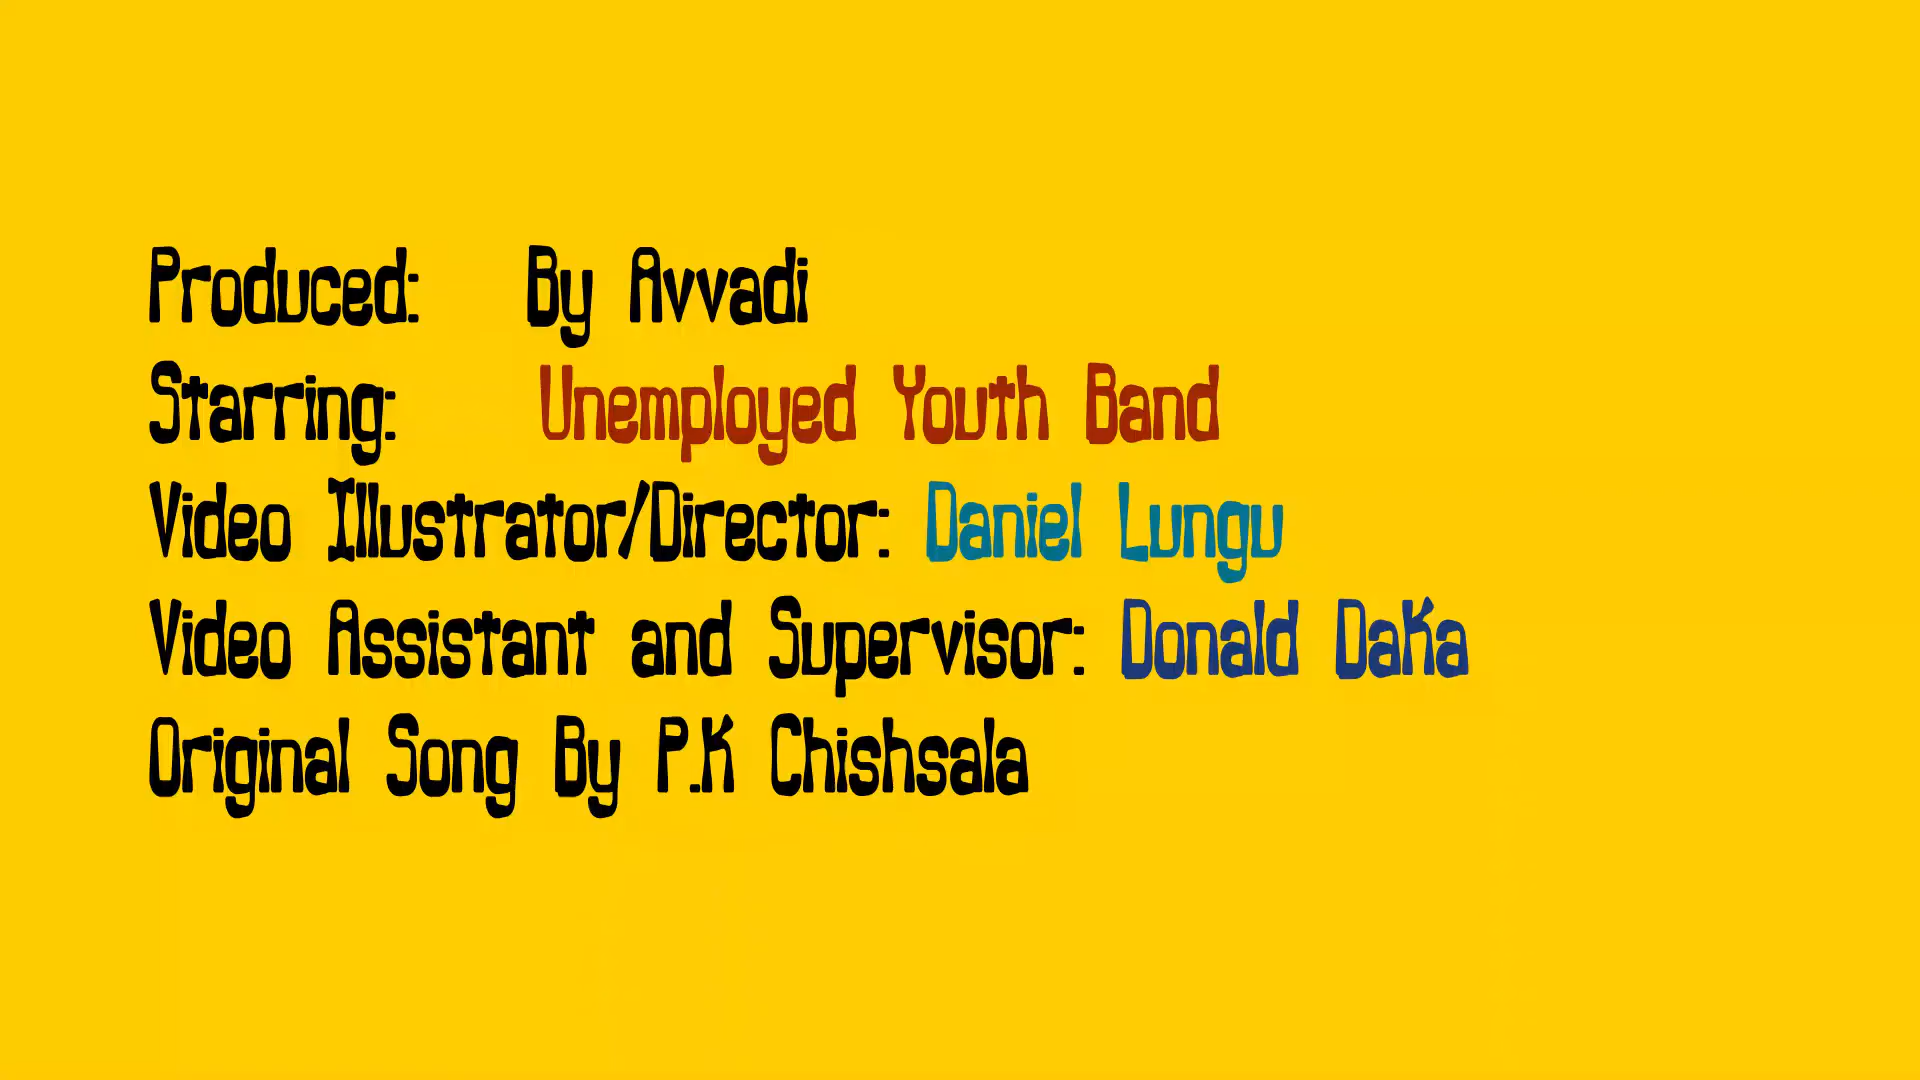 Produced: By Avvadi
Starring: Unemployed Youth Band
Video Illustrator/Director: Daniel Lungu
Video Assistant and Supervisor: Donald DaKa
Original Song By P.K Chishsala